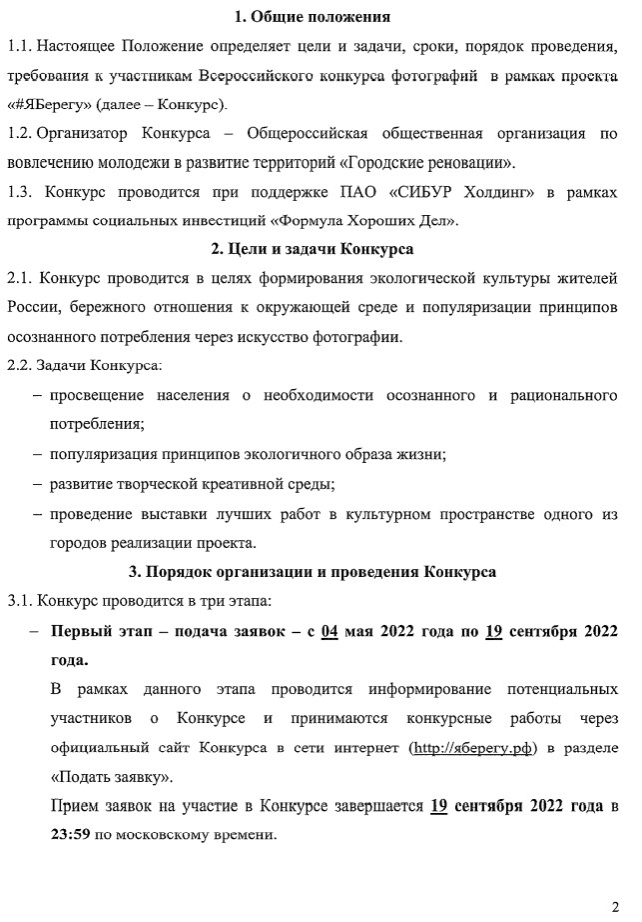 1. Общие положения
1.1. Настоящее Положение определяет цели и задачи, сроки, порядок проведения,
требования к участникам Всероссийского конкурса фотографий в рамках проекта
«#ЯБерегу» (далее – Конкурс).
1.2. Организатор Конкурса – Общероссийская общественная организация по
вовлечению молодежи в развитие территорий «Городские реновации».
1.3. Конкурс проводится при поддержке ПАО «СИБУР Холдинг» в рамках
программы социальных инвестиций «Формула Хороших Дел».
2. Цели и задачи Конкурса
2.1. Конкурс проводится в целях формирования экологической культуры жителей
России, бережного отношения к окружающей среде и популяризации принципов
осознанного потребления через искусство фотографии.
2.2. Задачи Конкурса:
– просвещение населения о необходимости осознанного и рационального
потребления;
– популяризация принципов экологичного образа жизни;
– развитие творческой креативной среды;
– проведение выставки лучших работ в культурном пространстве одного из
городов реализации проекта.
3. Порядок организации и проведения Конкурса
3.1. Конкурс проводится в три этапа:
– Первый этап – подача заявок – с 04 мая 2022 года по 19 сентября 2022
года.
В рамках данного этапа проводится информирование потенциальных
участников о Конкурсе и принимаются конкурсные работы через
официальный сайт Конкурса в сети интернет (http://яберегу.рф) в разделе
«Подать заявку».
Прием заявок на участие в Конкурсе завершается 19 сентября 2022 года в
23:59 по московскому времени.
2